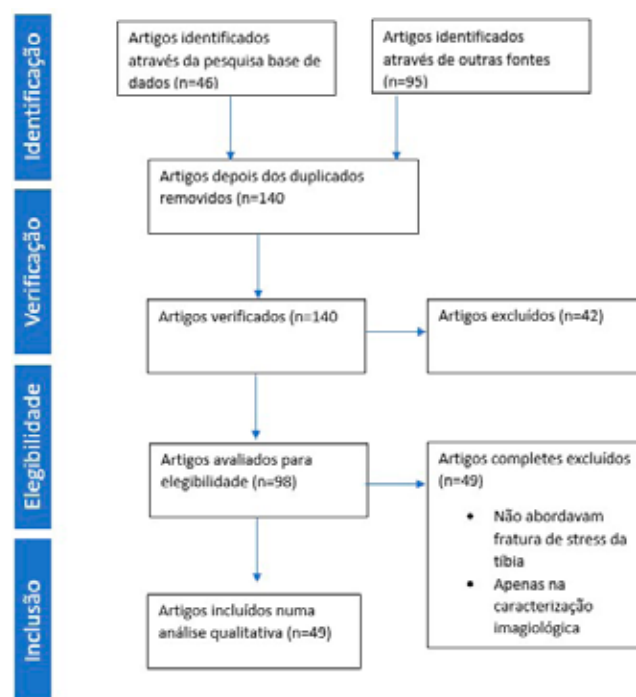 Identificação
Artigos identificados
através da pesquisa base de
dados (n=46)
Artigos identificados
através de outras fontes
(n=95)
Artigos depois dos duplicados
removidos (n=140
Verificação
Artigos verificados (n=140
Artigos excluídos (n=42)
Elegibilidade
Artigos avaliados para
elegibilidade (n=98)
Artigos completes excluídos
(n=49)
• Não abordavam
fratura de stress da
tíbia
• Apenas na
caracterização
imagiológica
Inclusão
Artigos incluídos numa
análise qualitativa (n=49)